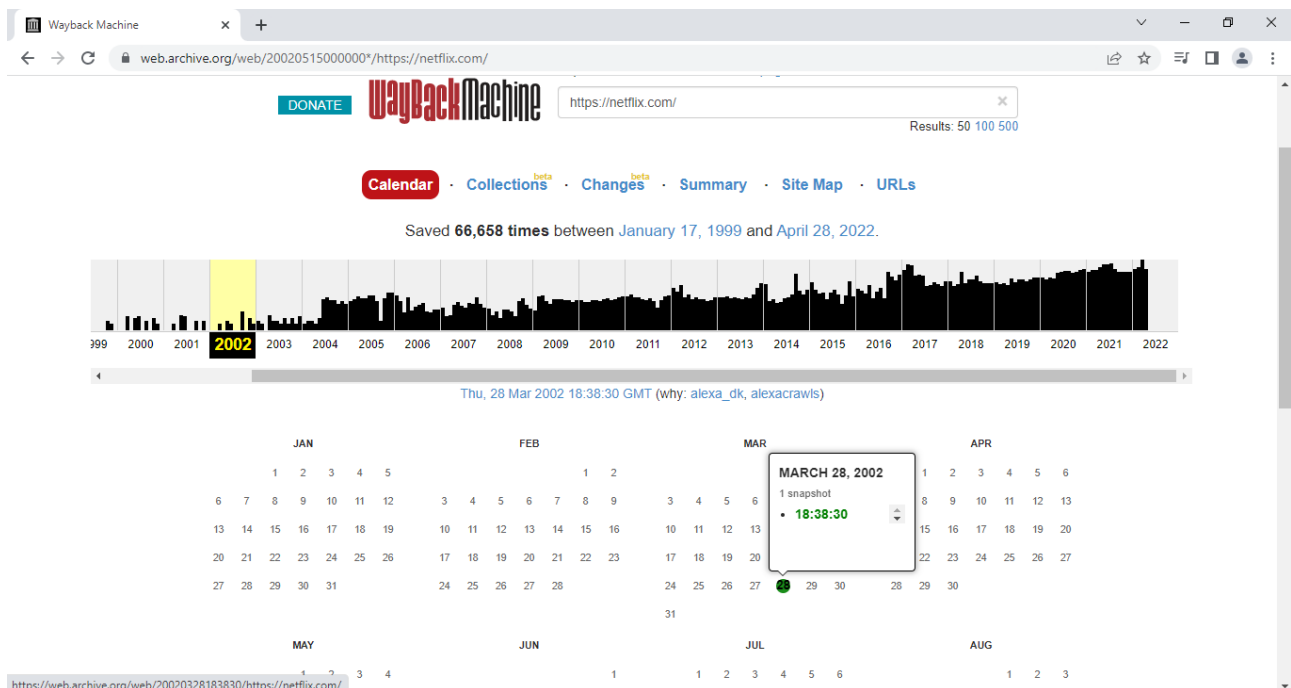 Wayback Machine
web.archive.org/web/20020515000000*/https://netflix.com/
DONATE
WayBackMachine
https://netflix.com/
Results: 50 100 500
Calendar · Collections beta · Changes beta · Summary · Site Map · URLs
Saved 66,658 times between January 17, 1999 and April 28, 2022.
999 2000 2001 2002 2003 2004 2005 2006 2007 2008 2009 2010 2011 2012 2013 2014 2015 2016 2017 2018 2019 2020 2021 2022
Thu, 28 Mar 2002 18:38:30 GMT (why: alexa_dk, alexacrawls)
JAN
1 2 3 4 5
6 7 8 9 10 11 12
13 14 15 16 17 18 19
20 21 22 23 24 25 26
27 28 29 30 31
FEB
1 2
3 4 5 6 7 8 9
10 11 12 13 14 15 16
17 18 19 20 21 22 23
24 25 26 27 28
MAR
3 4 5 6
10 11 12 13
17 18 19 20
24 25 26 27 28 29 30
31
MARCH 28, 2002
1 snapshot
• 18:38:30
APR
1 2 3 4 5 6
8 9 10 11 12 13
15 16 17 18 19 20
22 23 24 25 26 27
28 29 30
MAY
3 4
JUN
1
JUL
1 2 3 4 5 6
AUG
1 2 3
https://web.archive.org/web/20020328183830/https://netflix.com/